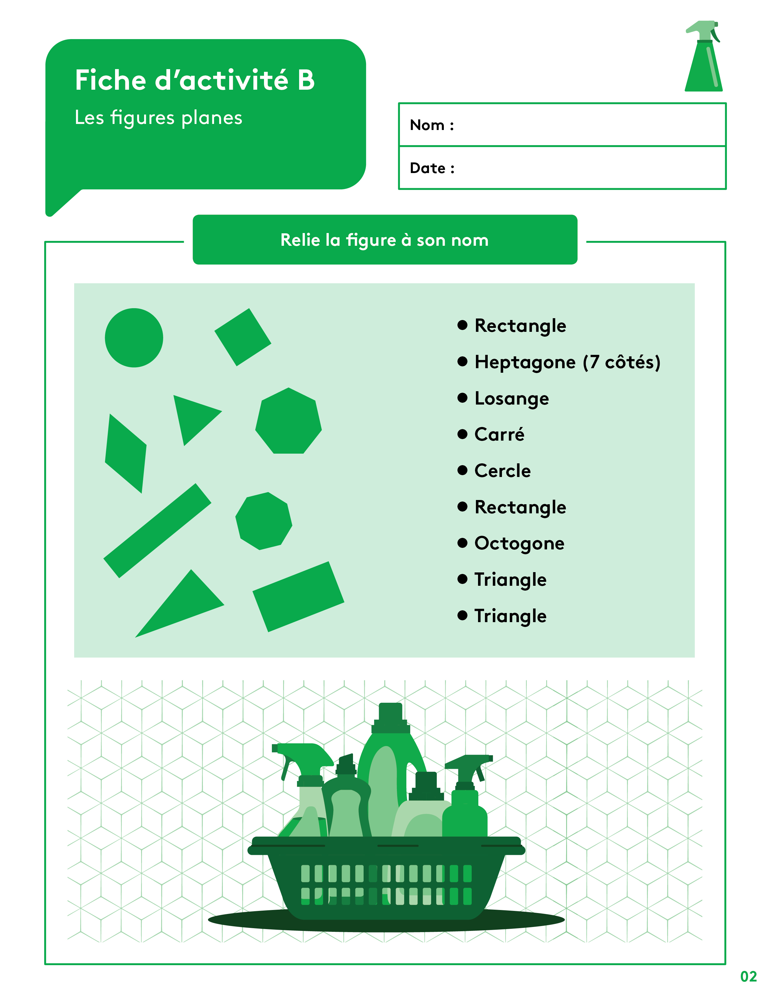 Fiche d’activité B
Les figures planes
Nom :
Date :
Relie la figure à son nom
● Rectangle
● Heptagone (7 côtés)
● Losange
● Carré
● Cercle
● Rectangle
● Octogone
● Triangle
● Triangle
02